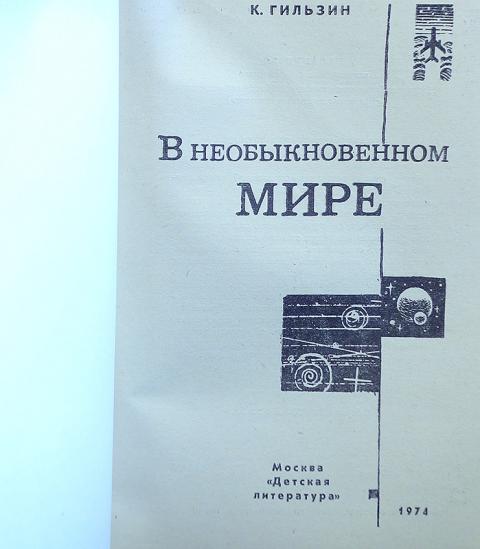 К. ГИЛЬЗИН
В НЕОБЫКНОВЕННОМ
МИРЕ
Москва
«Детская
литература»
1974